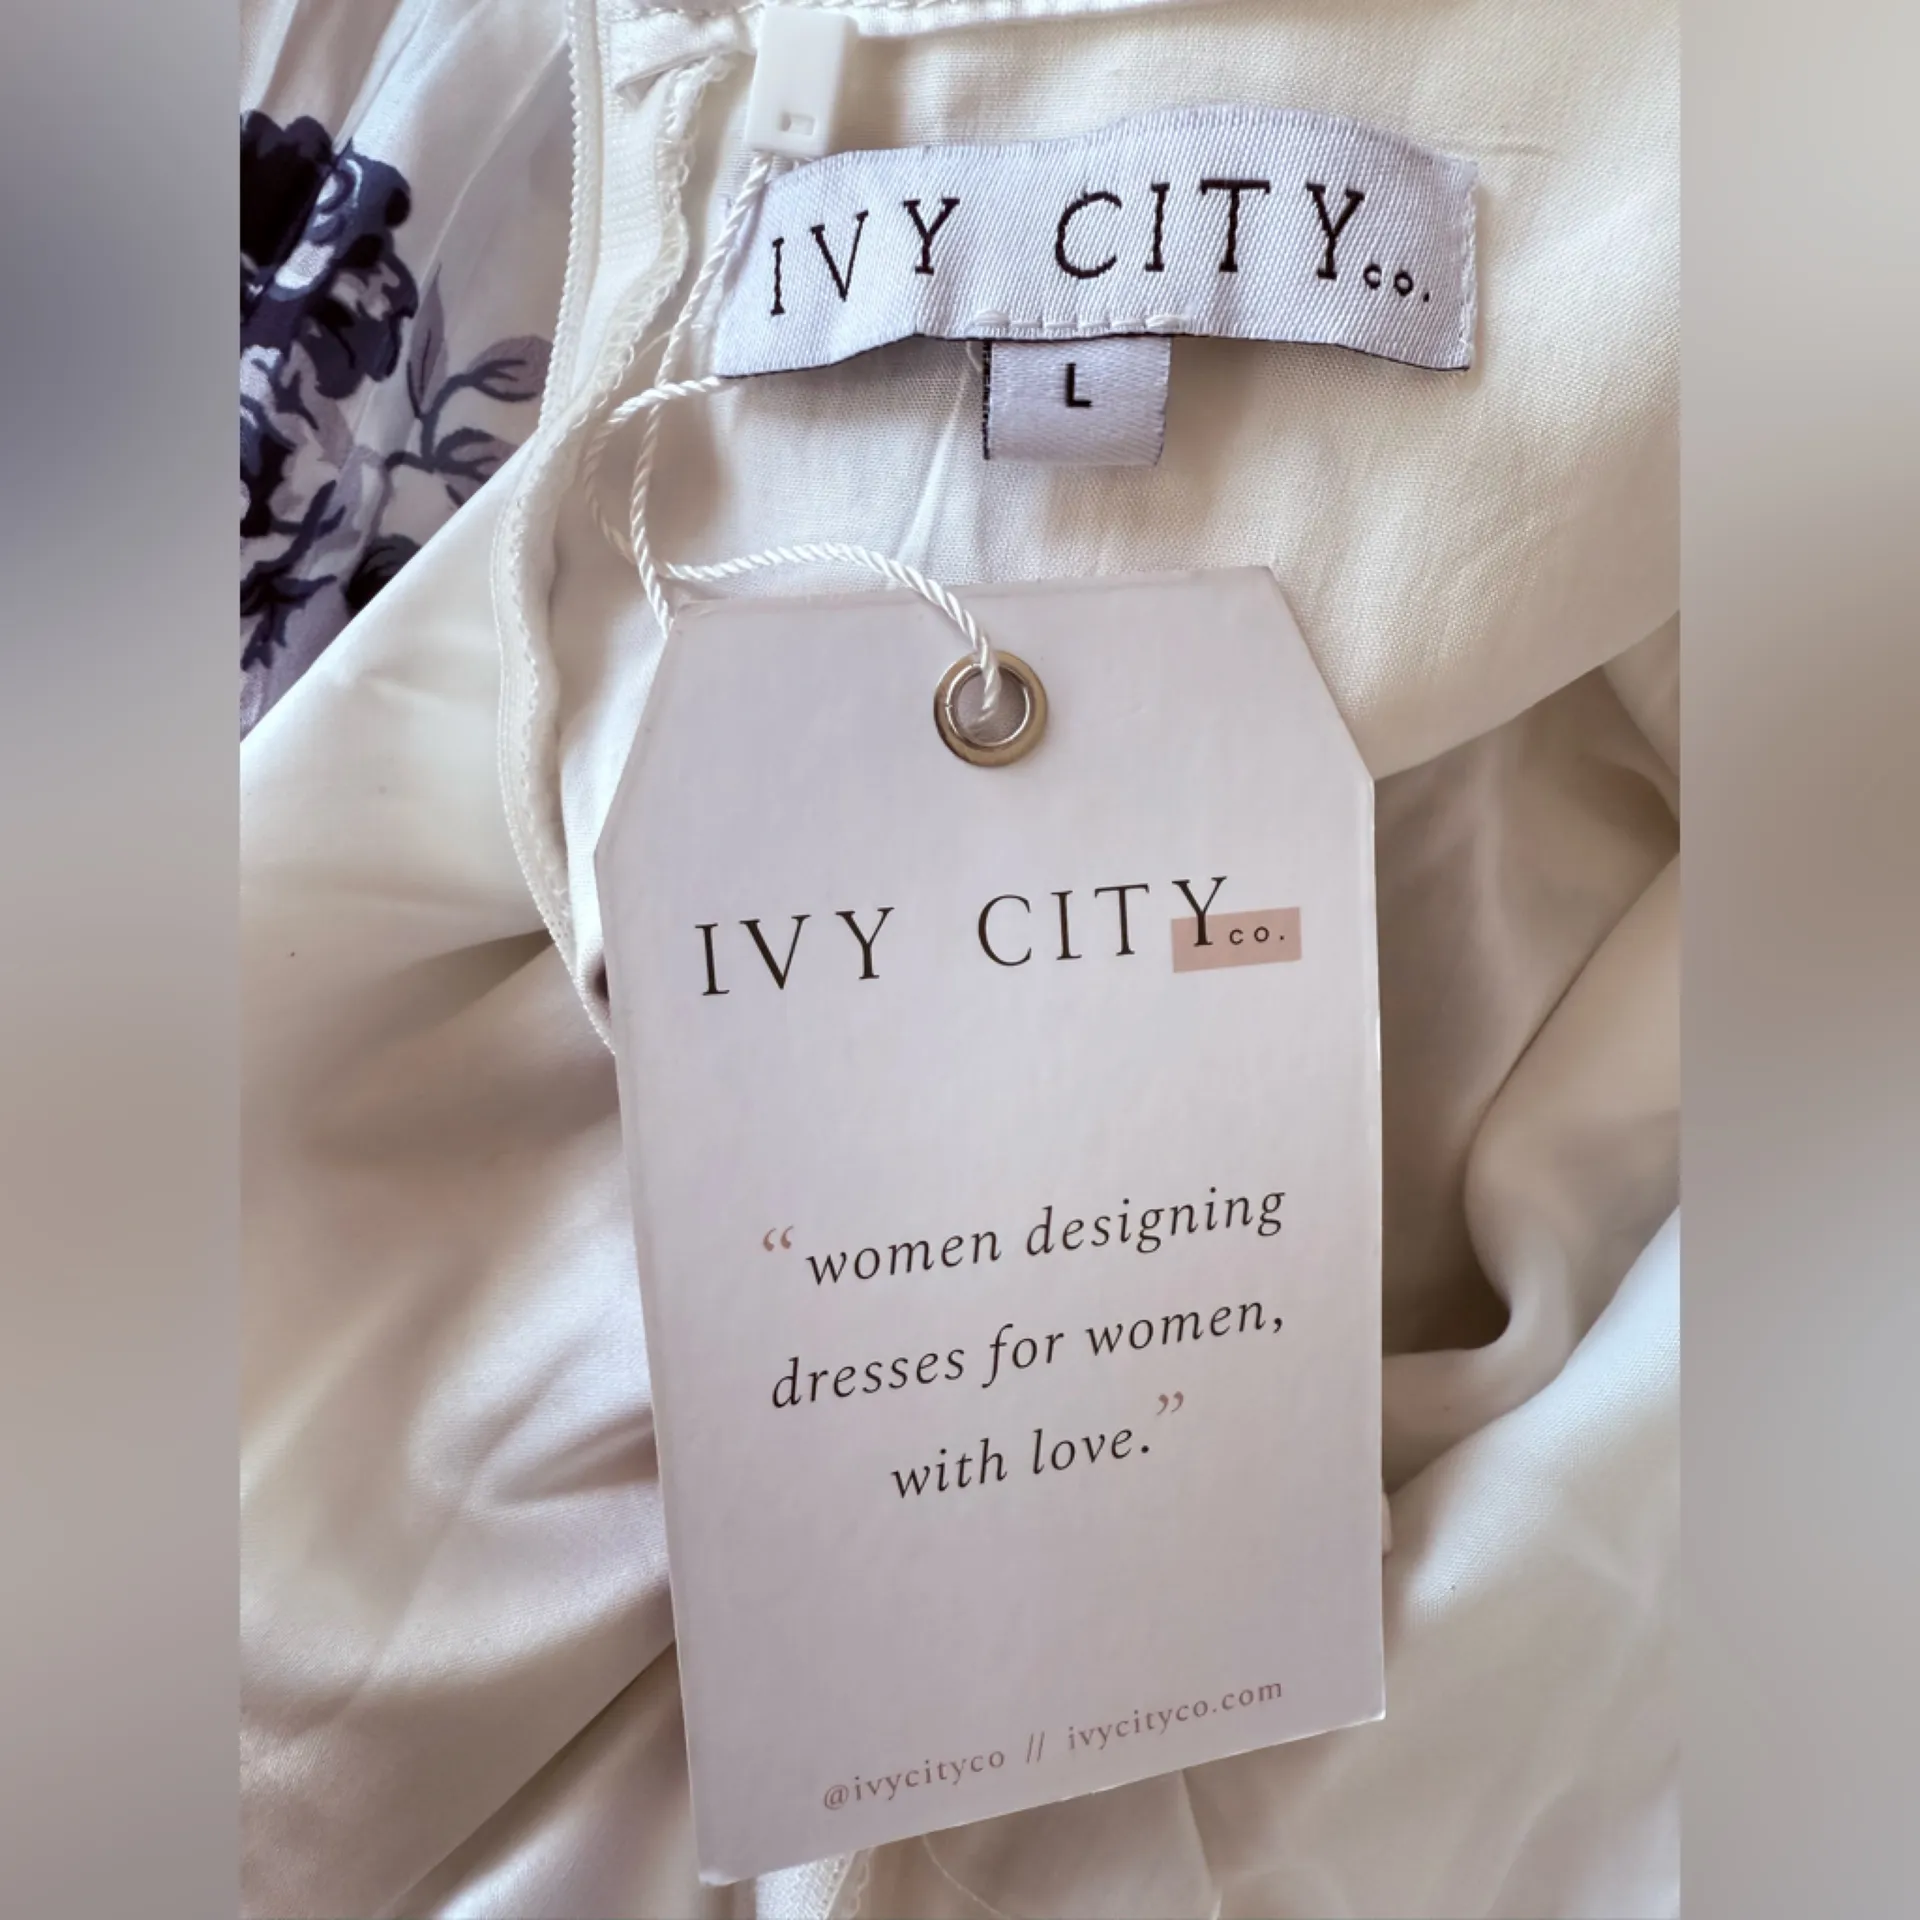 IVY CITY co.
L
IVY CITY co.
“women designing
dresses for women,
with love.”
@ivycityco // ivycityco.com